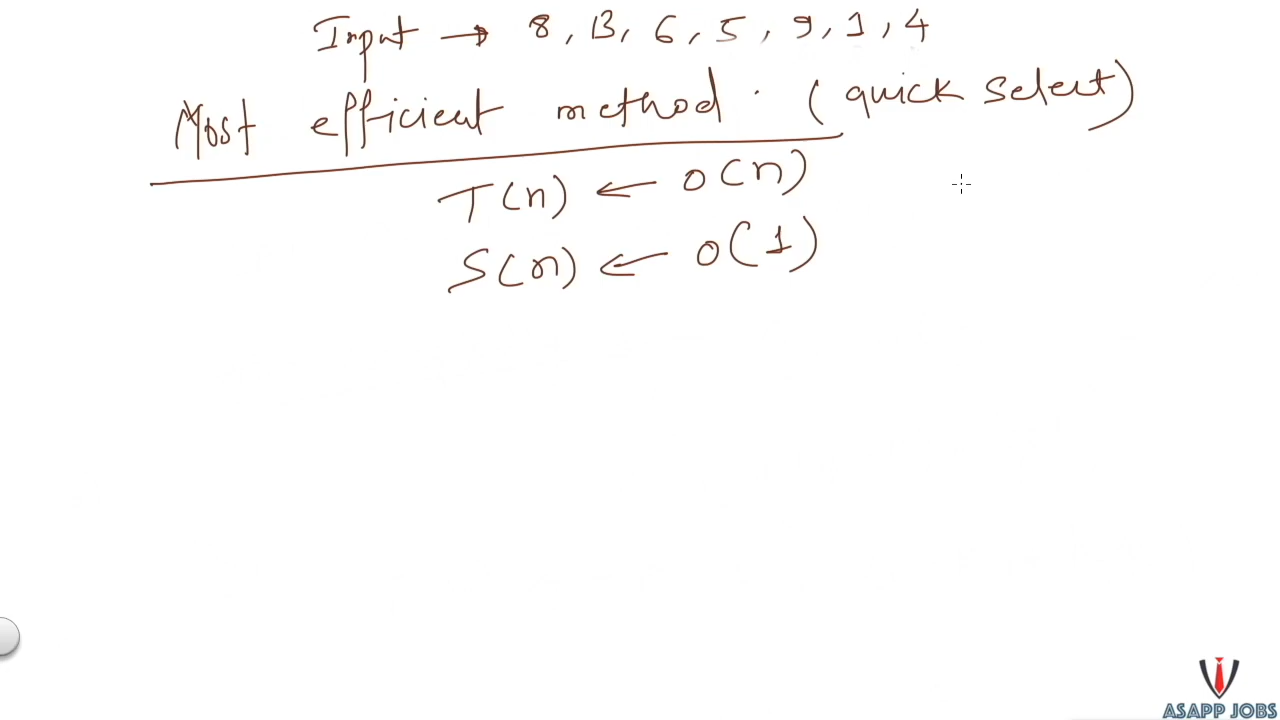 Input → 8, 13, 6, 5, 9, 1, 4
Most efficient method. (quick select)
T(n) ← O(n)
S(n) ← O(1)
ASAPP JOBS